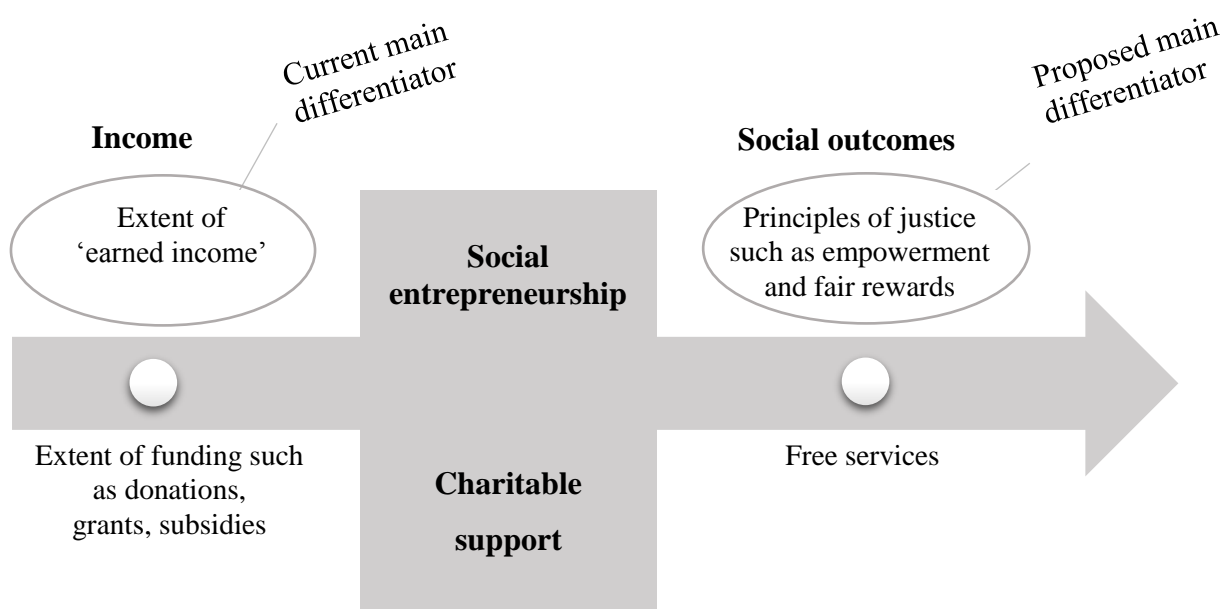 Current main
differentiator
Proposed main
differentiator
Income
Social outcomes
Extent of
‘earned income’
Social
entrepreneurship
Principles of justice
such as empowerment
and fair rewards
Extent of funding such
as donations,
grants, subsidies
Charitable
support
Free services